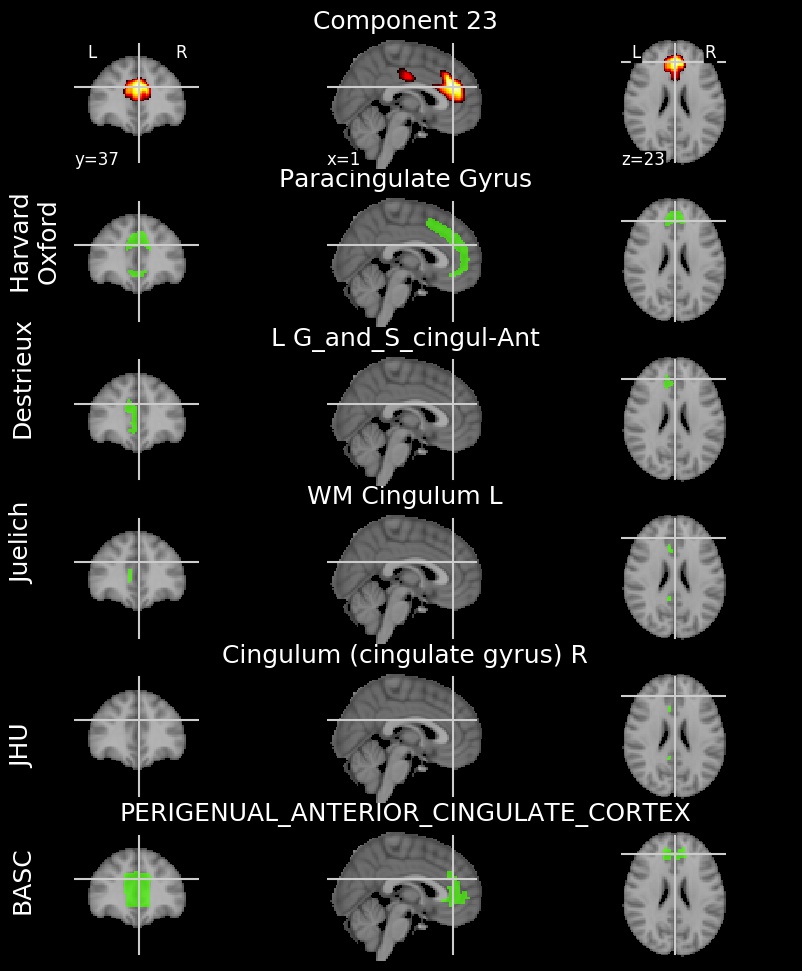 Component 23
L R L R
y=37 x=1 z=23
Paracingulate Gyrus
Harvard
Oxford
L G_and_S_cingul-Ant
Destrieux
WM Cingulum L
Juelich
Cingulum (cingulate gyrus) R
JHU
PERIGENUAL_ANTERIOR_CINGULATE_CORTEX
BASC